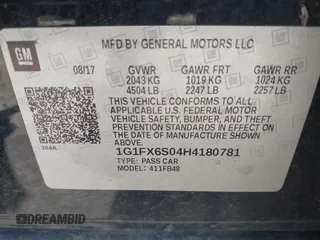 GM
MFD BY GENERAL MOTORS LLC
08/17 GVWR GAWR FRT GAWR RR
2043 KG 1019 KG 1024 KG
4504 LB 2247 LB 2257 LB
THIS VEHICLE CONFORMS TO ALL APPLICABLE
U.S. FEDERAL MOTOR VEHICLE
SAFETY, BUMPER, AND THEFT
PREVENTION STANDARDS IN EFFECT
ON THE DATE OF MANUFACTURE
SHOWN ABOVE.
1G1FX6S04H4180781
TYPE: PASS CAR
MODEL: 411FB48
DREAMBID